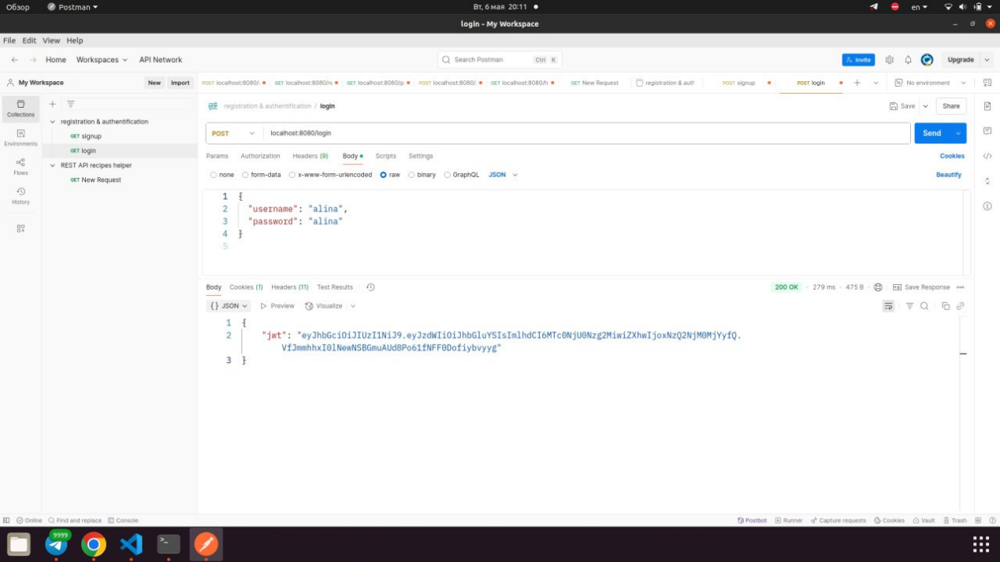 Обзор Postman Вт, 6 мая 20:11 en
login - My Workspace
File Edit View Help
Home Workspaces API Network Search Postman Ctrl K Invite Upgrade
My Workspace New Import POST localhost:8080/. GET localhost:8080/ru GET localhost:8080/p POST localhost:8080/. GET localhost:8080/h GET New Request registration & auth POST signup POST login No environment
Collections
Environments
Flows
History
registration & authentification
GET signup
GET login
REST API recipes helper
GET New Request
registration & authentification / login Save Share
POST localhost:8080/login Send
Params Authorization Headers (9) Body Scripts Settings Cookies
none form-data x-www-form-urlencoded raw binary GraphQL JSON Beautify
1 {
2 "username": "alina",
3 "password": "alina"
4 }
5
Body Cookies (1) Headers (11) Test Results 200 OK 279 ms 475 B Save Response
{} JSON Preview Visualize
1 {
2 "jwt": "eyJhbGciOiJIUzI1NiJ9.eyJzdWIiOiJhbGluYSIsImlhdCI6MTc0NjU0Nzg2MiwiZXhwIjoxNzQ2NjM0MjYyfQ.
VfJmmhhxI0lNewNSBGmuAUd8Po61fNFF0Dofiybvyyg"
3 }
Online Find and replace Console Postbot Runner Capture requests Cookies Vault Trash
9999